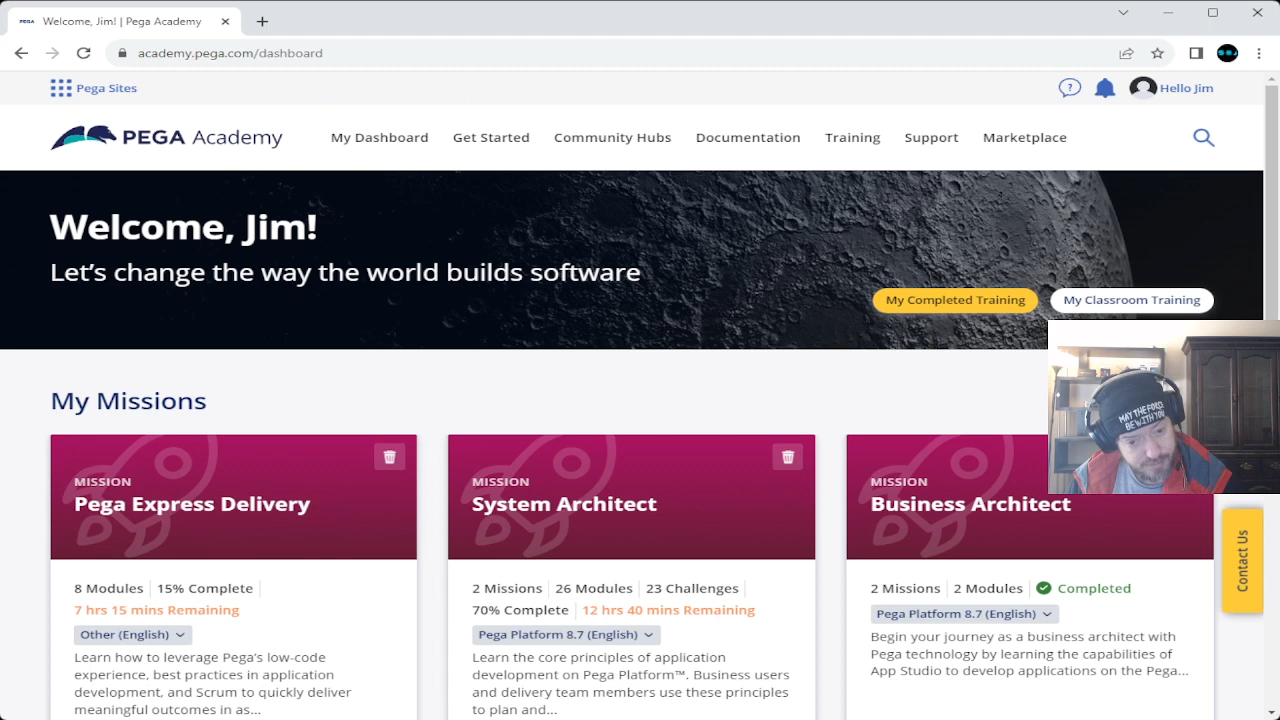 PEGA Welcome, Jim! | Pega Academy
academy.pega.com/dashboard
Pega Sites
? Hello Jim
PEGA Academy
My Dashboard Get Started Community Hubs Documentation Training Support Marketplace
Welcome, Jim!
Let's change the way the world builds software
My Completed Training My Classroom Training
My Missions
MISSION
Pega Express Delivery
8 Modules 15% Complete
7 hrs 15 mins Remaining
Other (English)
Learn how to leverage Pega's low-code
experience, best practices in application
development, and Scrum to quickly deliver
meaningful outcomes in as...
MISSION
System Architect
2 Missions 26 Modules 23 Challenges
70% Complete 12 hrs 40 mins Remaining
Pega Platform 8.7 (English)
Learn the core principles of application
development on Pega Platform™. Business users
and delivery team members use these principles
to plan and...
MISSION
Business Architect
2 Missions 2 Modules Completed
Pega Platform 8.7 (English)
Begin your journey as a business architect with
Pega technology by learning the capabilities of
App Studio to develop applications on the Pega...
MAY THE FORCE
BE WITH YOU
Contact Us